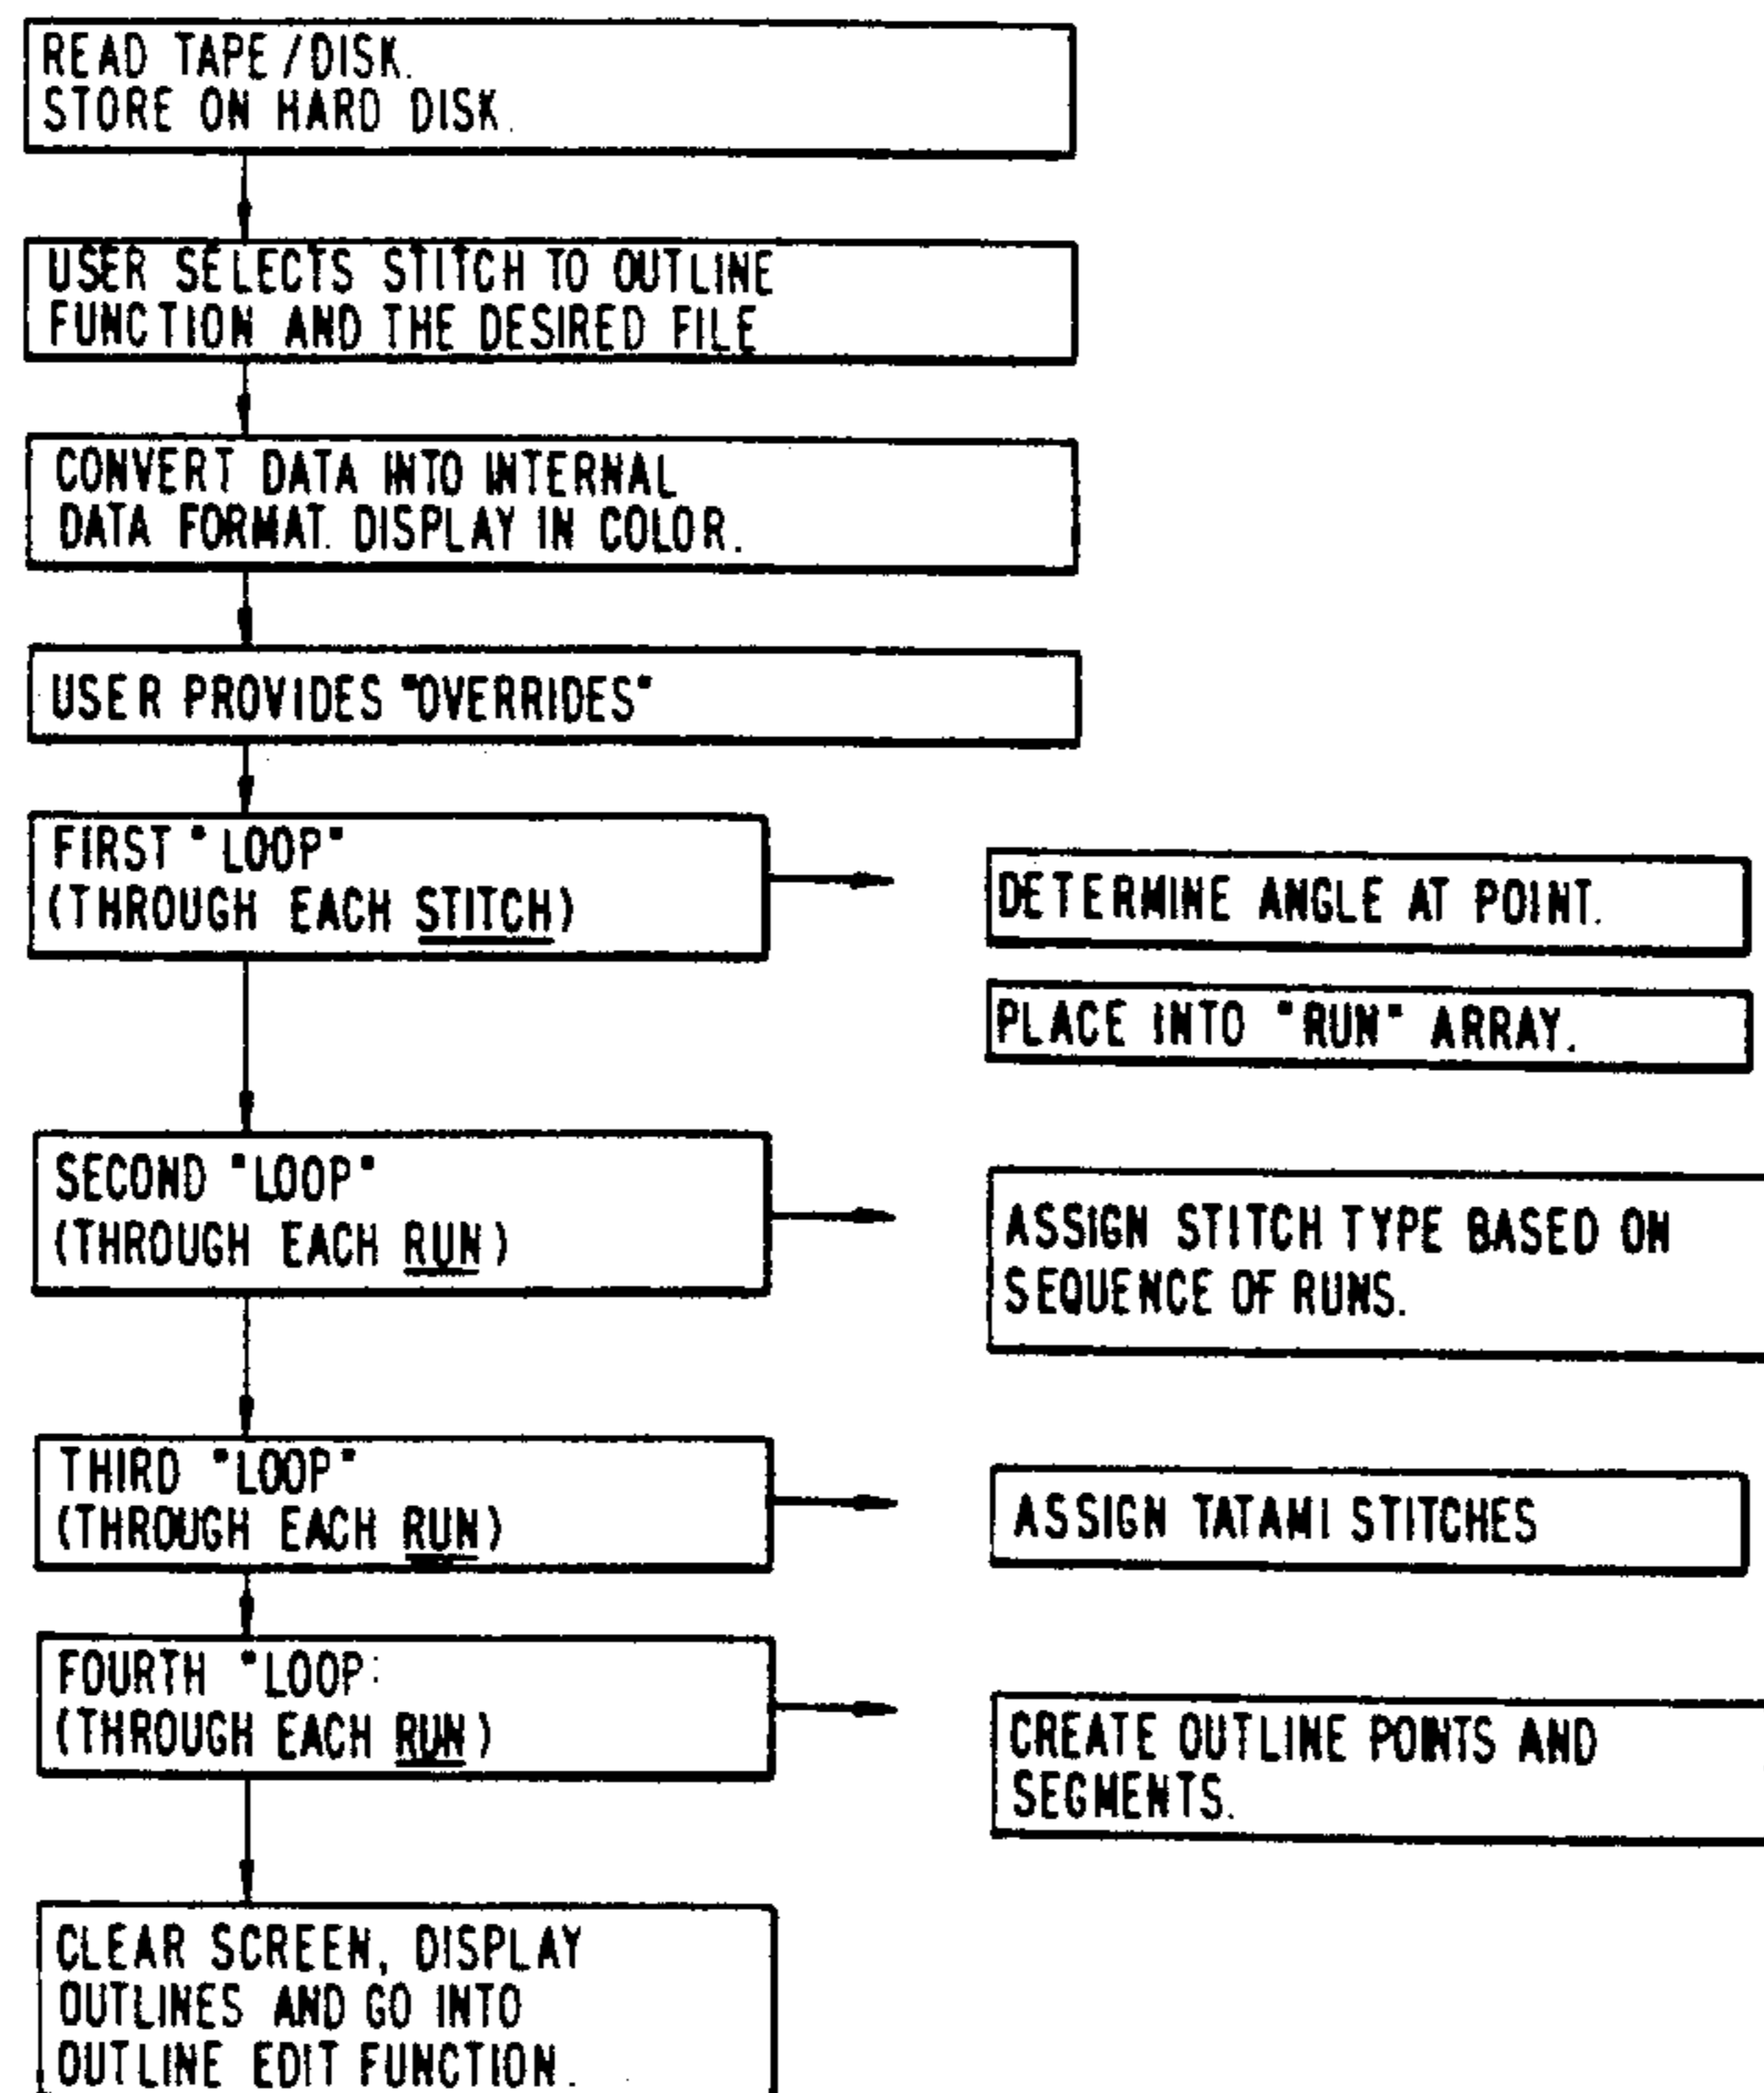 READ TAPE/DISK.
STORE ON HARD DISK.
USER SELECTS STITCH TO OUTLINE
FUNCTION AND THE DESIRED FILE
CONVERT DATA INTO INTERNAL
DATA FORMAT. DISPLAY IN COLOR.
USER PROVIDES "OVERRIDES"
FIRST "LOOP"
(THROUGH EACH STITCH)
DETERMINE ANGLE AT POINT.
PLACE INTO "RUN" ARRAY.
SECOND "LOOP"
(THROUGH EACH RUN)
ASSIGN STITCH TYPE BASED ON
SEQUENCE OF RUNS.
THIRD "LOOP"
(THROUGH EACH RUN)
ASSIGN TATAMI STITCHES
FOURTH "LOOP:
(THROUGH EACH RUN)
CREATE OUTLINE POINTS AND
SEGMENTS.
CLEAR SCREEN, DISPLAY
OUTLINES AND GO INTO
OUTLINE EDIT FUNCTION.